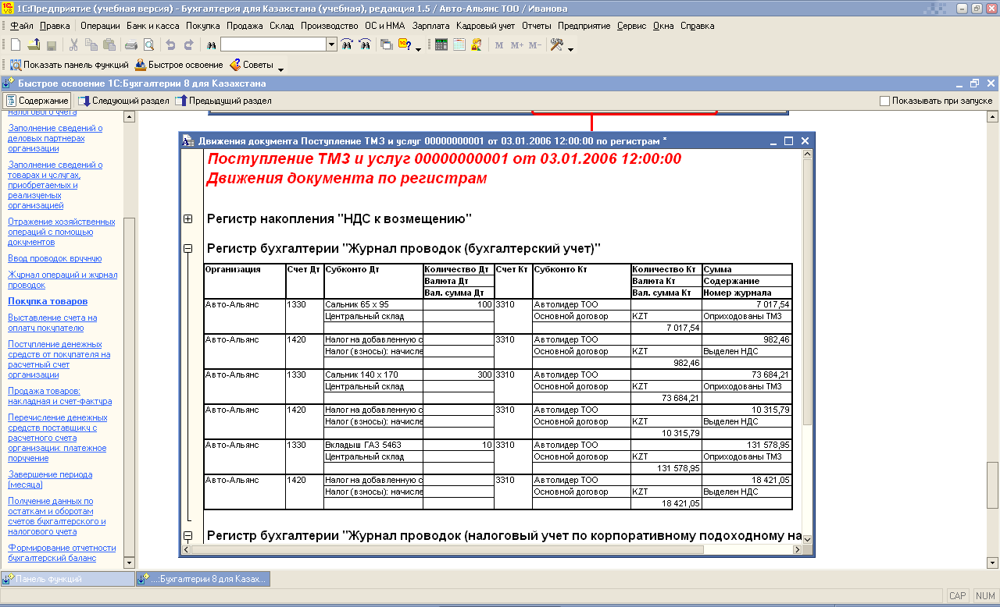 1С:Предприятие (учебная версия) - Бухгалтерия для Казахстана (учебная), редакция 1.5 / Авто-Альянс ТОО / Иванова
Файл Правка Операции Банк и касса Покупка Продажа Склад Производство ОС и НМА Зарплата Кадровый учет Отчеты Предприятие Сервис Окна Справка
M M+ M-
Показать панель функций Быстрое освоение Советы
Быстрое освоение 1С:Бухгалтерии 8 для Казахстана
Содержание Следующий раздел Предыдущий раздел Показывать при запуске
налогового учета
Заполнение сведений о
деловых партнерах
организации
Заполнение сведений о
товарах и услугах,
приобретаемых и
реализуемых
организацией
Отражение хозяйственных
операций с помощью
документов
Ввод проводок вручную
Журнал операций и журнал
проводок
Покупка товаров
Выставление счета на
оплату покупателю
Поступление денежных
средств от покупателя на
расчетный счет
организации
Продажа товаров:
накладная и счет-фактура
Перечисление денежных
средств поставщику с
расчетного счета
организации: платежное
поручение
Завершение периода
(месяца)
Получение данных по
остаткам и оборотам
счетов бухгалтерского и
налогового учета
Формирование отчетности
бухгалтерский баланс
Движения документа Поступление ТМЗ и услуг 00000000001 от 03.01.2006 12:00:00 по регистрам *
Поступление ТМЗ и услуг 00000000001 от 03.01.2006 12:00:00
Движения документа по регистрам
Регистр накопления "НДС к возмещению"
Регистр бухгалтерии "Журнал проводок (бухгалтерский учет)"
Организация Счет Дт Субконто Дт Количество Дт Счет Кт Субконто Кт Количество Кт Сумма
Валюта Дт Валюта Кт Содержание
Вал. сумма Дт Вал. сумма Кт Номер журнала
Авто-Альянс 1330 Сальник 65 х 95 100 3310 Автолидер ТОО 7 017,54
Центральный склад Основной договор KZT Оприходованы ТМЗ
7 017,54
Авто-Альянс 1420 Налог на добавленную с 3310 Автолидер ТОО 982,46
Налог (взносы): начисле Основной договор KZT Выделен НДС
982,46
Авто-Альянс 1330 Сальник 140 х 170 300 3310 Автолидер ТОО 73 684,21
Центральный склад Основной договор KZT Оприходованы ТМЗ
73 684,21
Авто-Альянс 1420 Налог на добавленную с 3310 Автолидер ТОО 10 315,79
Налог (взносы): начисле Основной договор KZT Выделен НДС
10 315,79
Авто-Альянс 1330 Вкладыш ГАЗ 5463 10 3310 Автолидер ТОО 131 578,95
Центральный склад Основной договор KZT Оприходованы ТМЗ
131 578,95
Авто-Альянс 1420 Налог на добавленную с 3310 Автолидер ТОО 18 421,05
Налог (взносы): начисле Основной договор KZT Выделен НДС
18 421,05
Регистр бухгалтерии "Журнал проводок (налоговый учет по корпоративному подоходному на
Панель функций ...:Бухгалтерии 8 для Казах...
CAP NUM